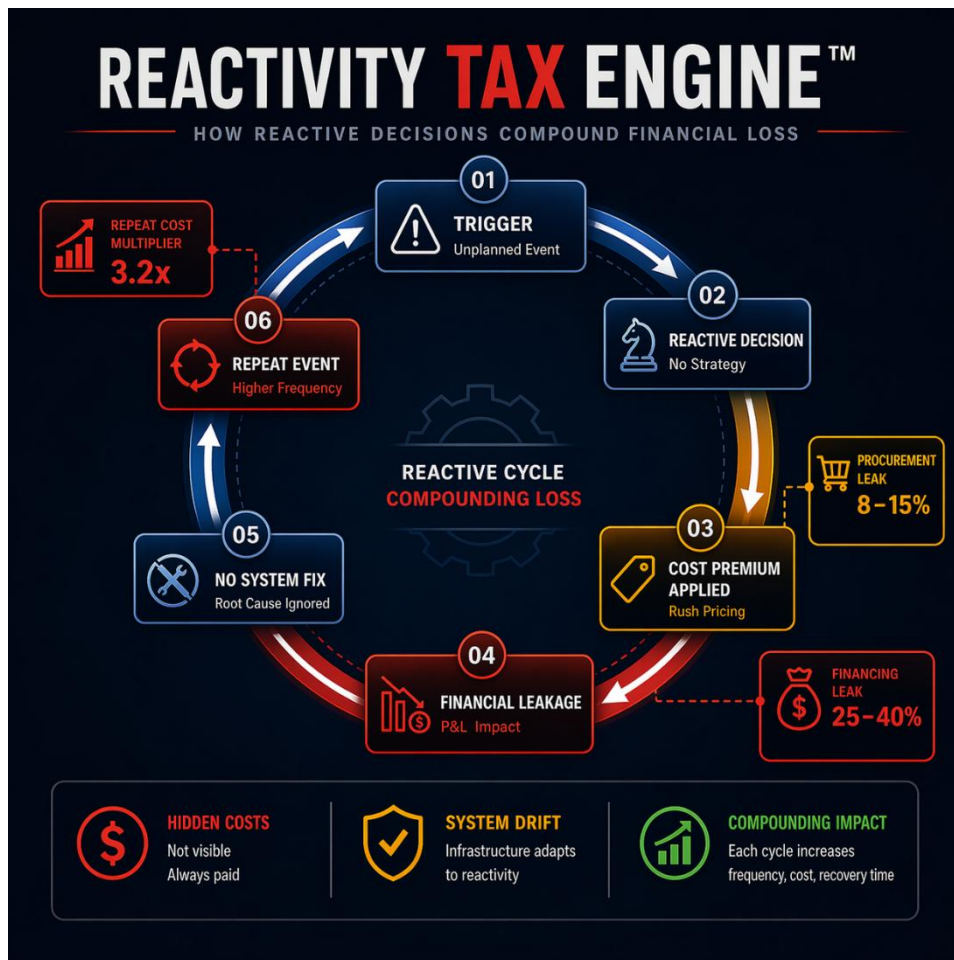 REACTIVITY TAX ENGINE™
HOW REACTIVE DECISIONS COMPOUND FINANCIAL LOSS
01
TRIGGER
Unplanned Event
02
REACTIVE DECISION
No Strategy
PROCUREMENT
LEAK
8–15%
03
COST PREMIUM
APPLIED
Rush Pricing
FINANCING
LEAK
25–40%
04
FINANCIAL LEAKAGE
P&L Impact
$
05
NO SYSTEM FIX
Root Cause Ignored
06
REPEAT EVENT
Higher Frequency
REPEAT COST
MULTIPLIER
3.2x
REACTIVE CYCLE
COMPOUNDING LOSS
$
$
HIDDEN COSTS
Not visible
Always paid
SYSTEM DRIFT
Infrastructure adapts
to reactivity
COMPOUNDING IMPACT
Each cycle increases
frequency, cost, recovery time